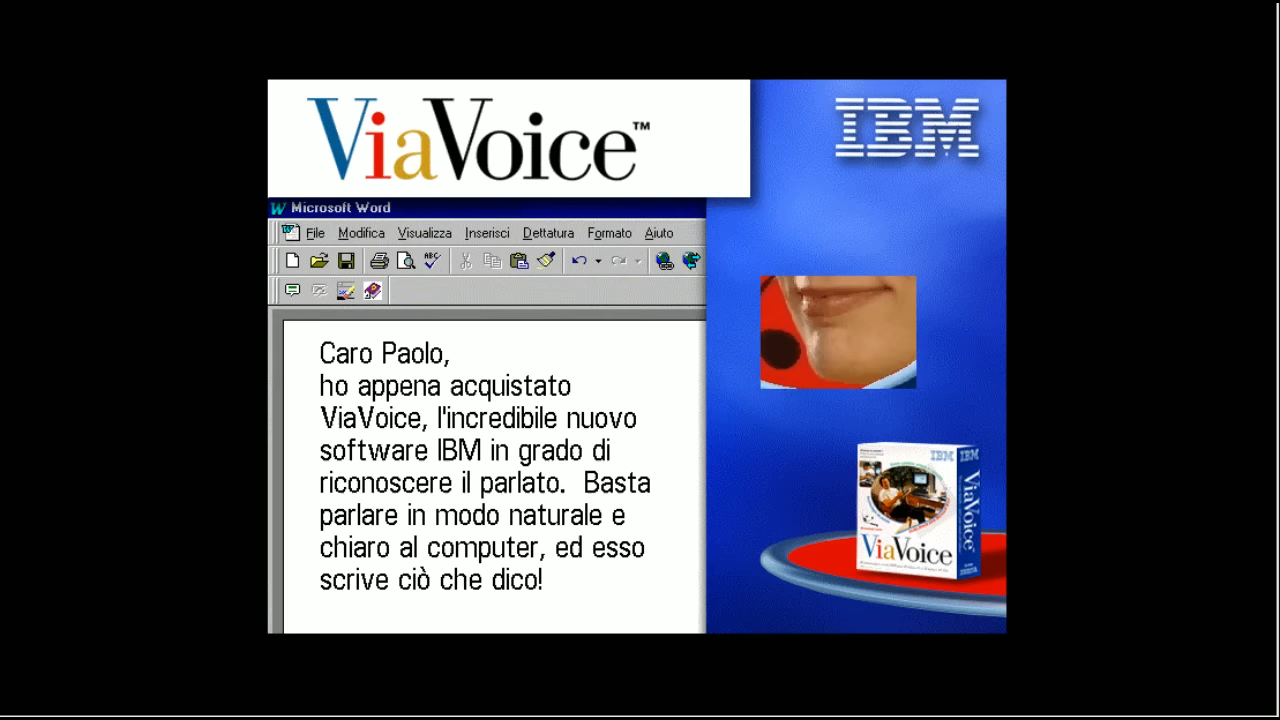 ViaVoice™
IBM
Microsoft Word
File Modifica Visualizza Inserisci Dettatura Formato Aiuto
ABC
Caro Paolo,
ho appena acquistato
ViaVoice, l'incredibile nuovo
software IBM in grado di
riconoscere il parlato. Basta
parlare in modo naturale e
chiaro al computer, ed esso
scrive ciò che dico!
IBM
IBM
ViaVoice
ViaVoice